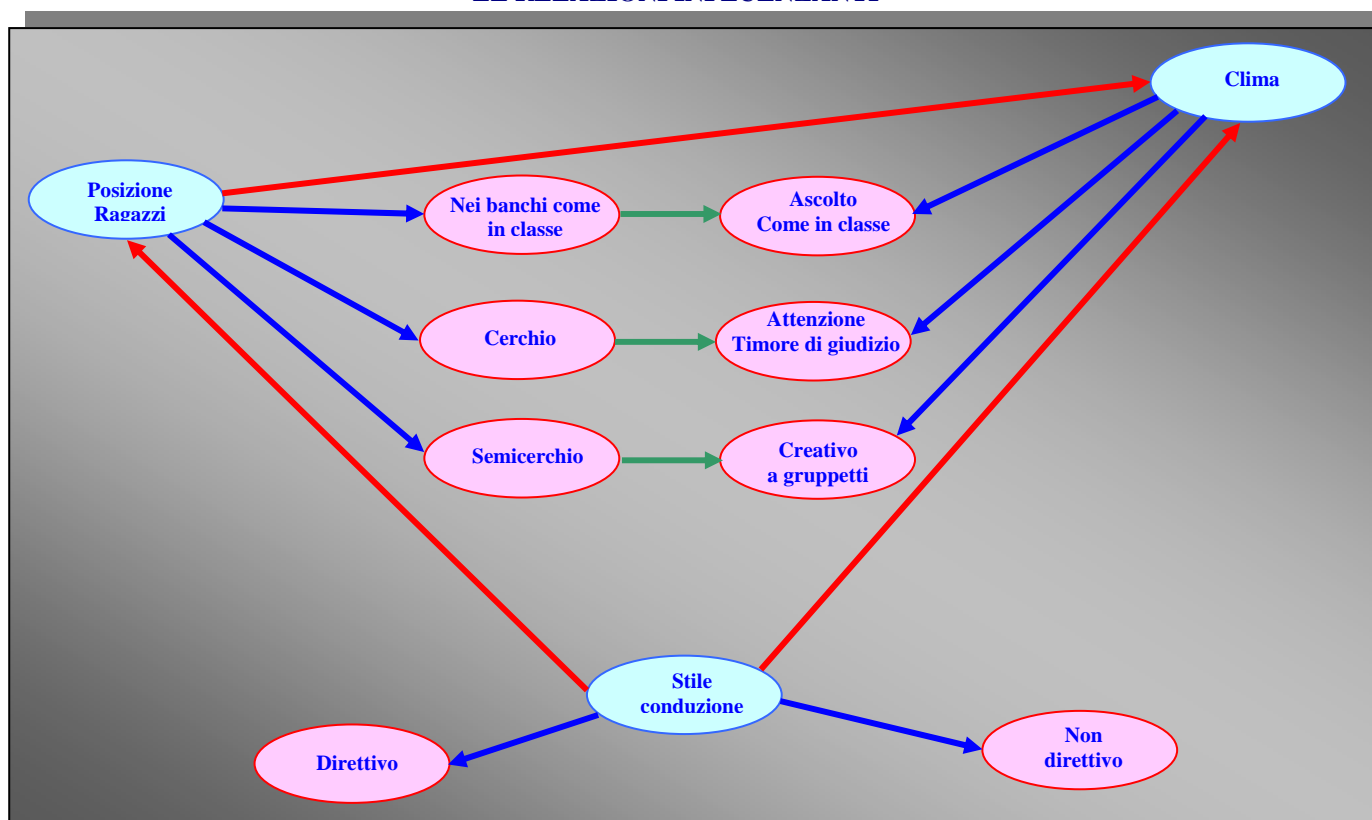 Clima
Posizione
Ragazzi
Nei banchi come
in classe
Ascolto
Come in classe
Cerchio
Attenzione
Timore di giudizio
Semicerchio
Creativo
a gruppetti
Stile
conduzione
Direttivo
Non
direttivo